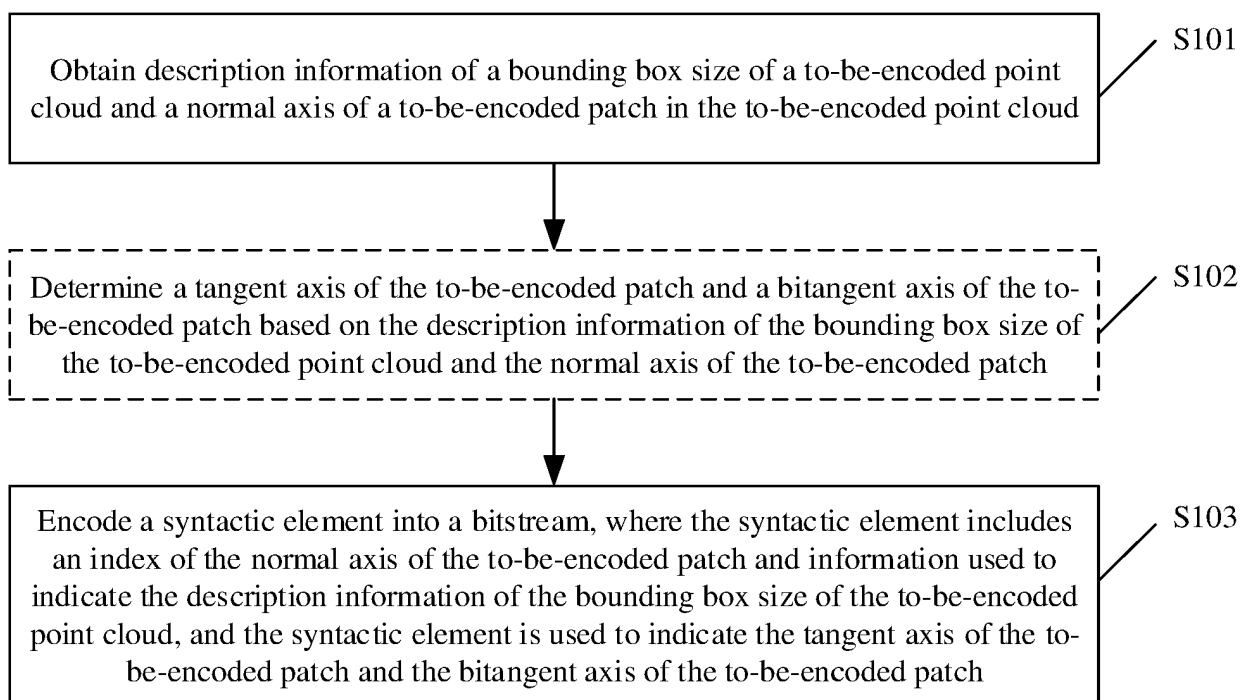 S101
Obtain description information of a bounding box size of a to-be-encoded point
cloud and a normal axis of a to-be-encoded patch in the to-be-encoded point cloud
S102
Determine a tangent axis of the to-be-encoded patch and a bitangent axis of the to-
be-encoded patch based on the description information of the bounding box size of
the to-be-encoded point cloud and the normal axis of the to-be-encoded patch
S103
Encode a syntactic element into a bitstream, where the syntactic element includes
an index of the normal axis of the to-be-encoded patch and information used to
indicate the description information of the bounding box size of the to-be-encoded
point cloud, and the syntactic element is used to indicate the tangent axis of the to-
be-encoded patch and the bitangent axis of the to-be-encoded patch